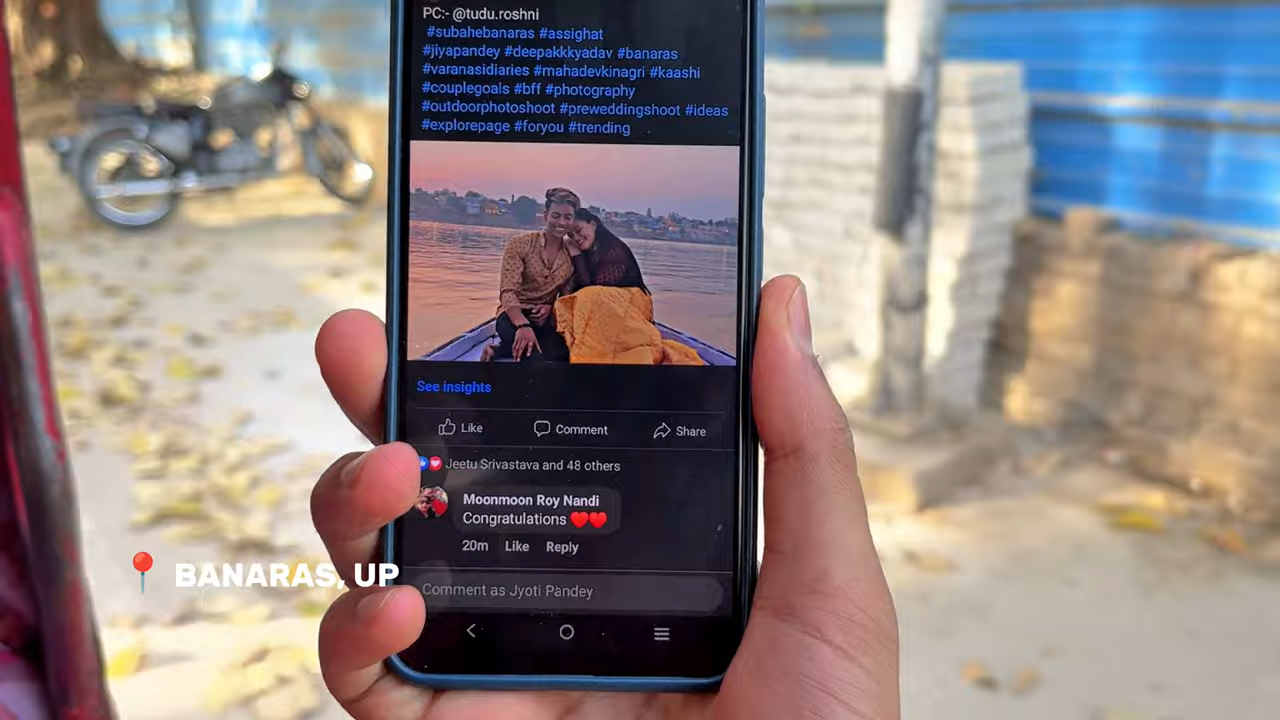 PC:- @tudu.roshni
#subahebanaras #assighat
#jiyapandey #deepakkkyadav #banaras
#varanasidiaries #mahadevkinagri #kaashi
#couplegoals #bff #photography
#outdoorphotoshoot #preweddingshoot #ideas
#explorepage #foryou #trending
See insights
Like Comment Share
Jeetu Srivastava and 48 others
Moonmoon Roy Nandi
Congratulations ❤️❤️
20m Like Reply
Comment as Jyoti Pandey
📍 BANARAS, UP